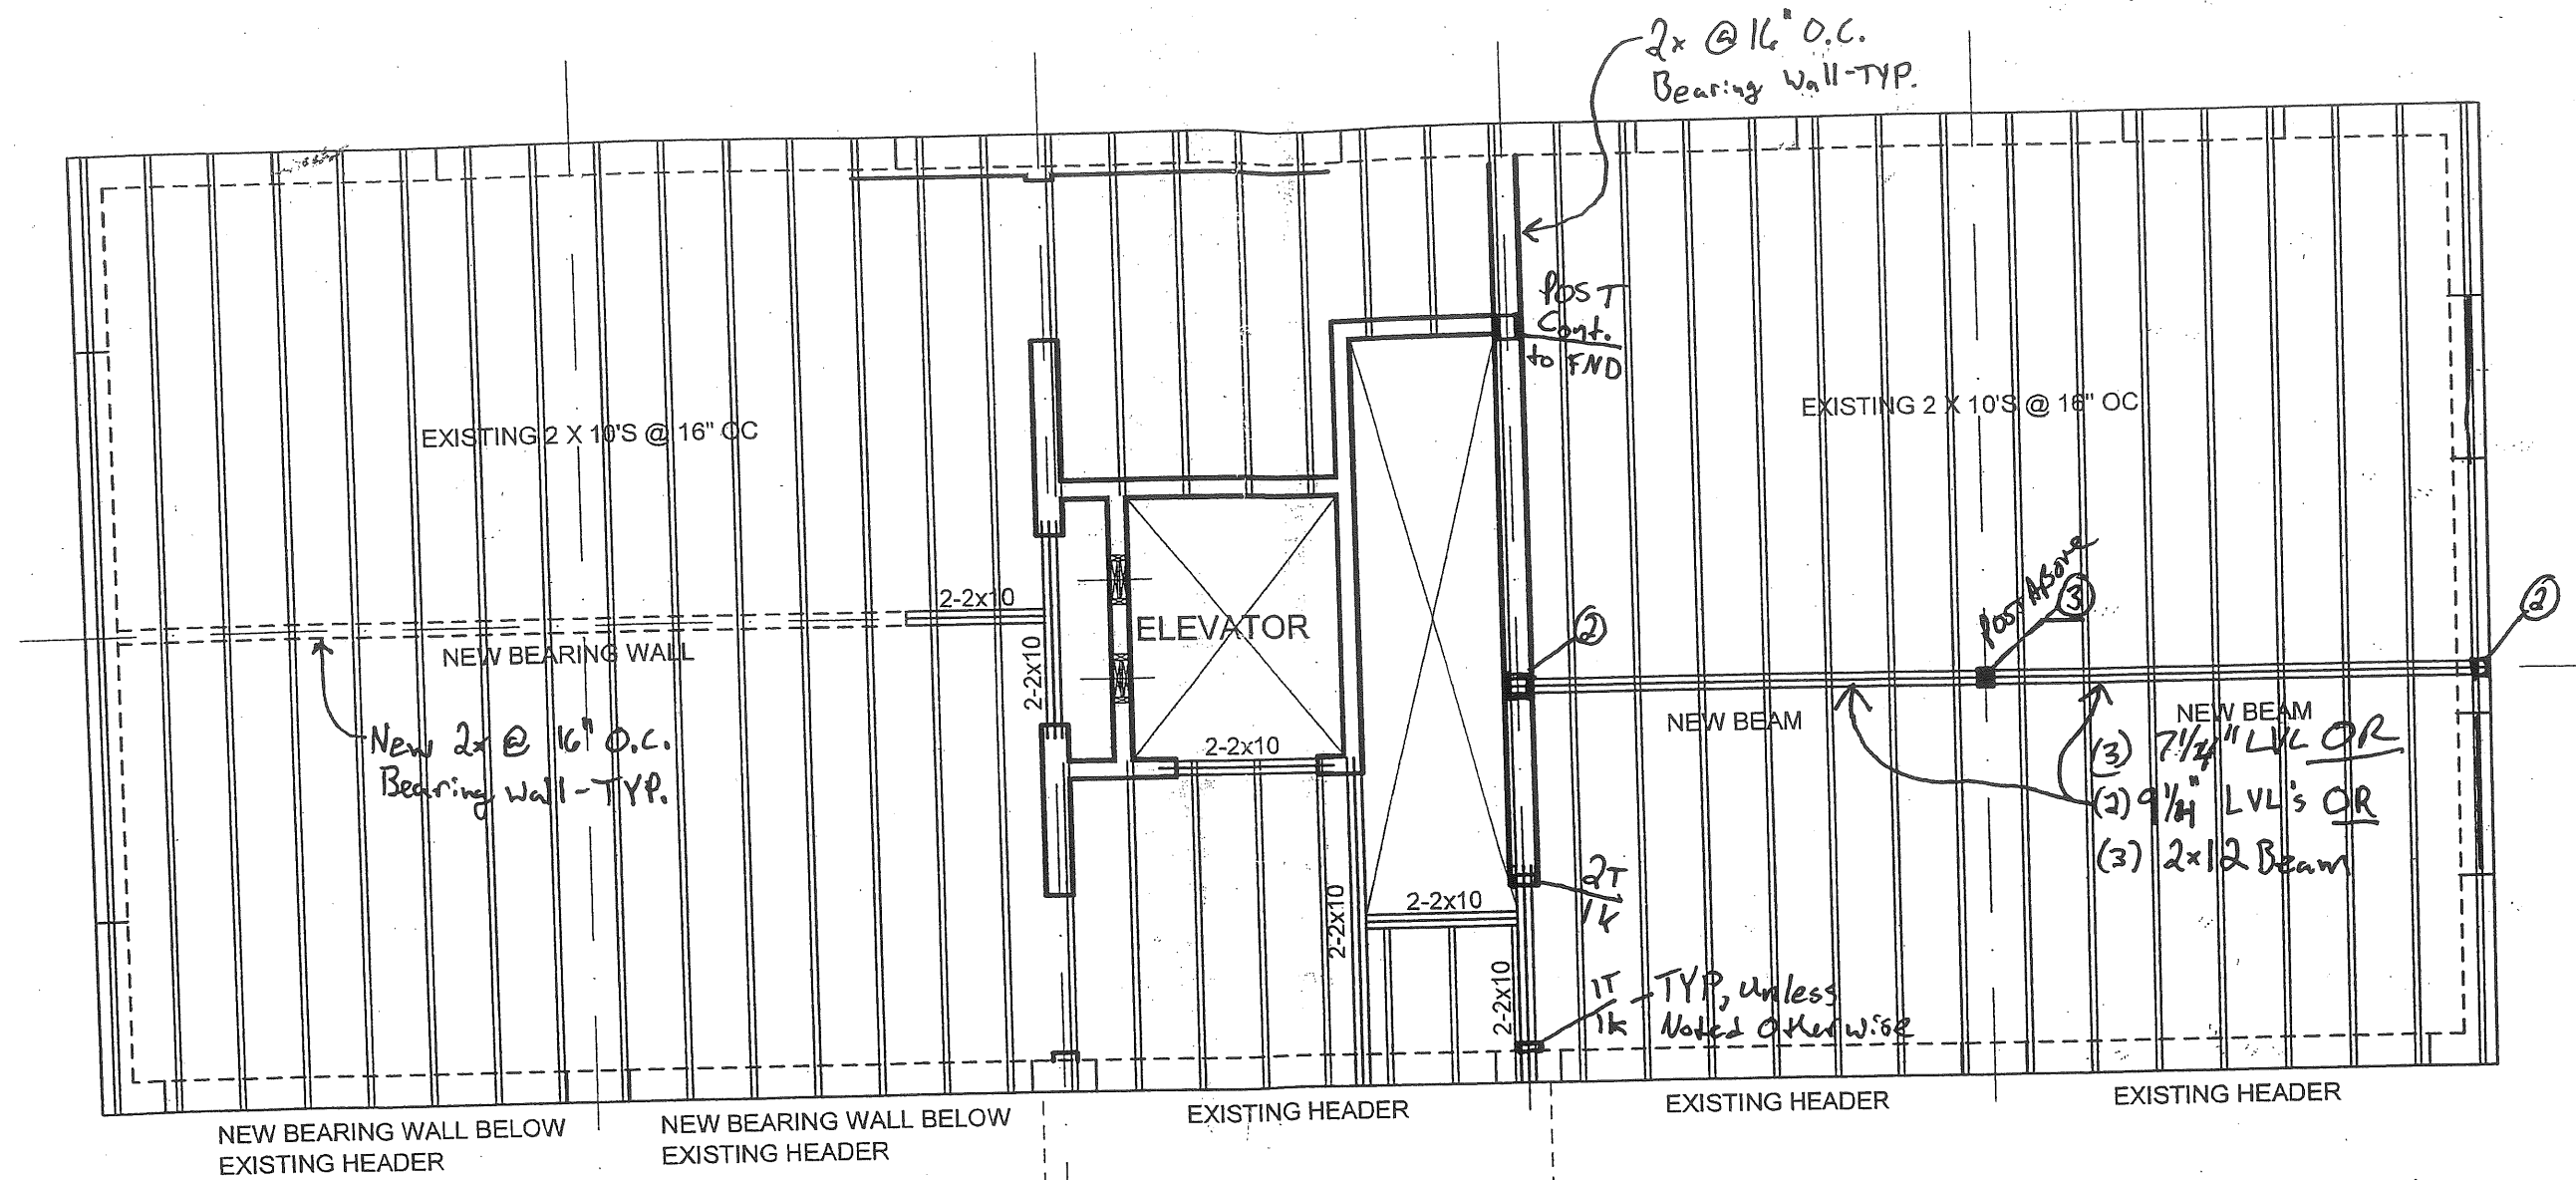 2x @ 16" O.C.
Bearing Wall-TYP.
POST
Cont.
to FND
EXISTING 2 X 10'S @ 16" OC
EXISTING 2 X 10'S @ 16" OC
Post Above
3
2
2
2-2x10
ELEVATOR
NEW BEARING WALL
2-2x10
New 2x @ 16" O.C.
Bearing Wall-TYP.
2-2x10
NEW BEAM
NEW BEAM
(3) 7 1/4" LVL OR
(2) 9 1/4" LVL's OR
(3) 2x12 Beam
2T
1K
2-2x10
2-2x10
2-2x10
1T
1K
- TYP, unless
Noted Otherwise
NEW BEARING WALL BELOW
EXISTING HEADER
NEW BEARING WALL BELOW
EXISTING HEADER
EXISTING HEADER
EXISTING HEADER
EXISTING HEADER